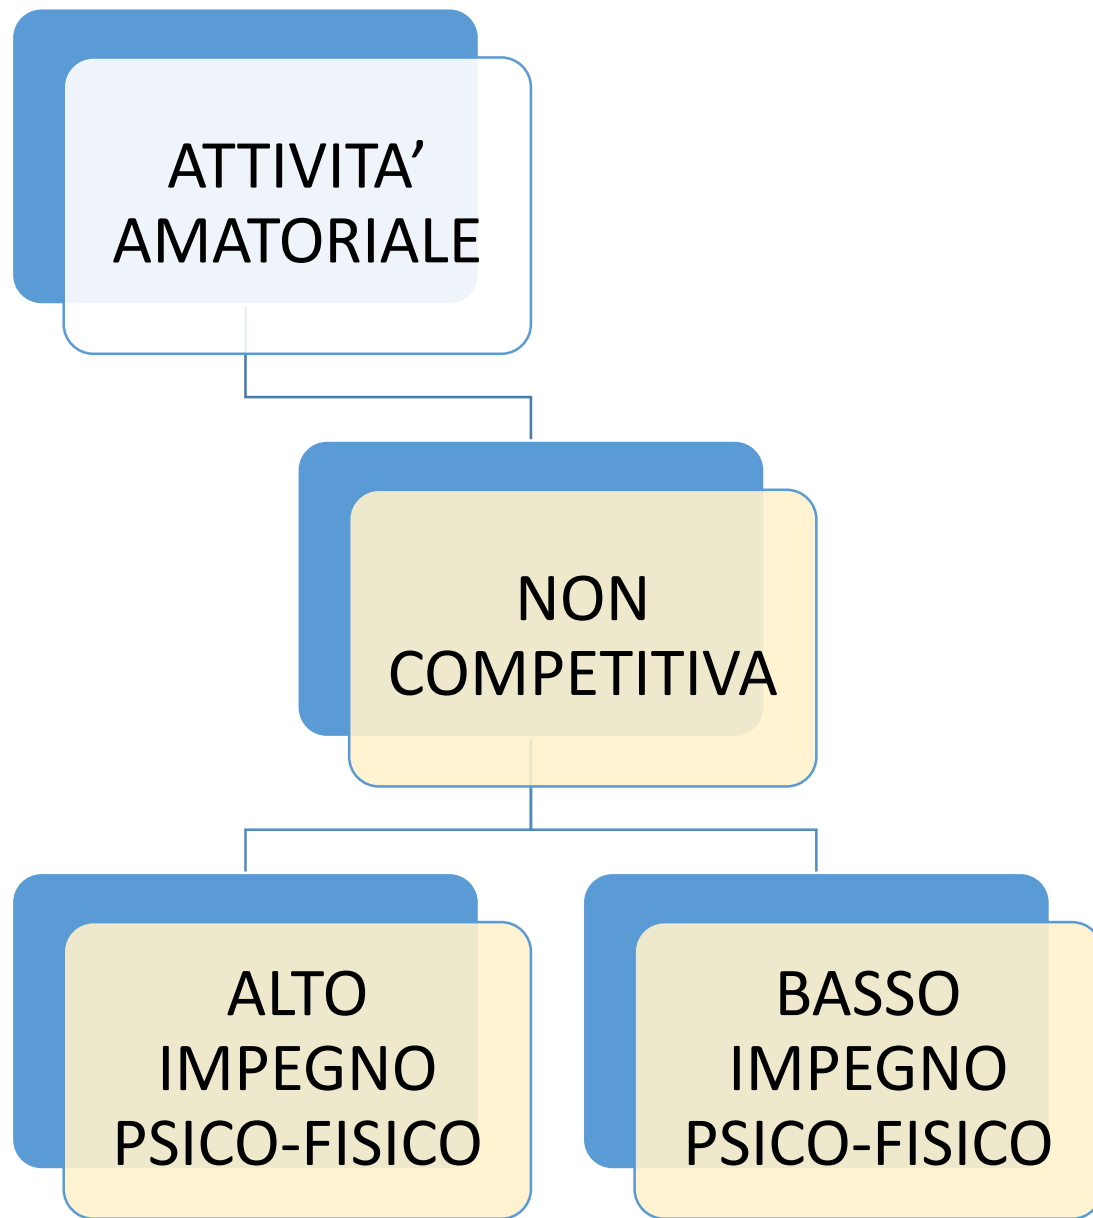 ATTIVITA’
AMATORIALE
NON
COMPETITIVA
ALTO
IMPEGNO
PSICO-FISICO
BASSO
IMPEGNO
PSICO-FISICO